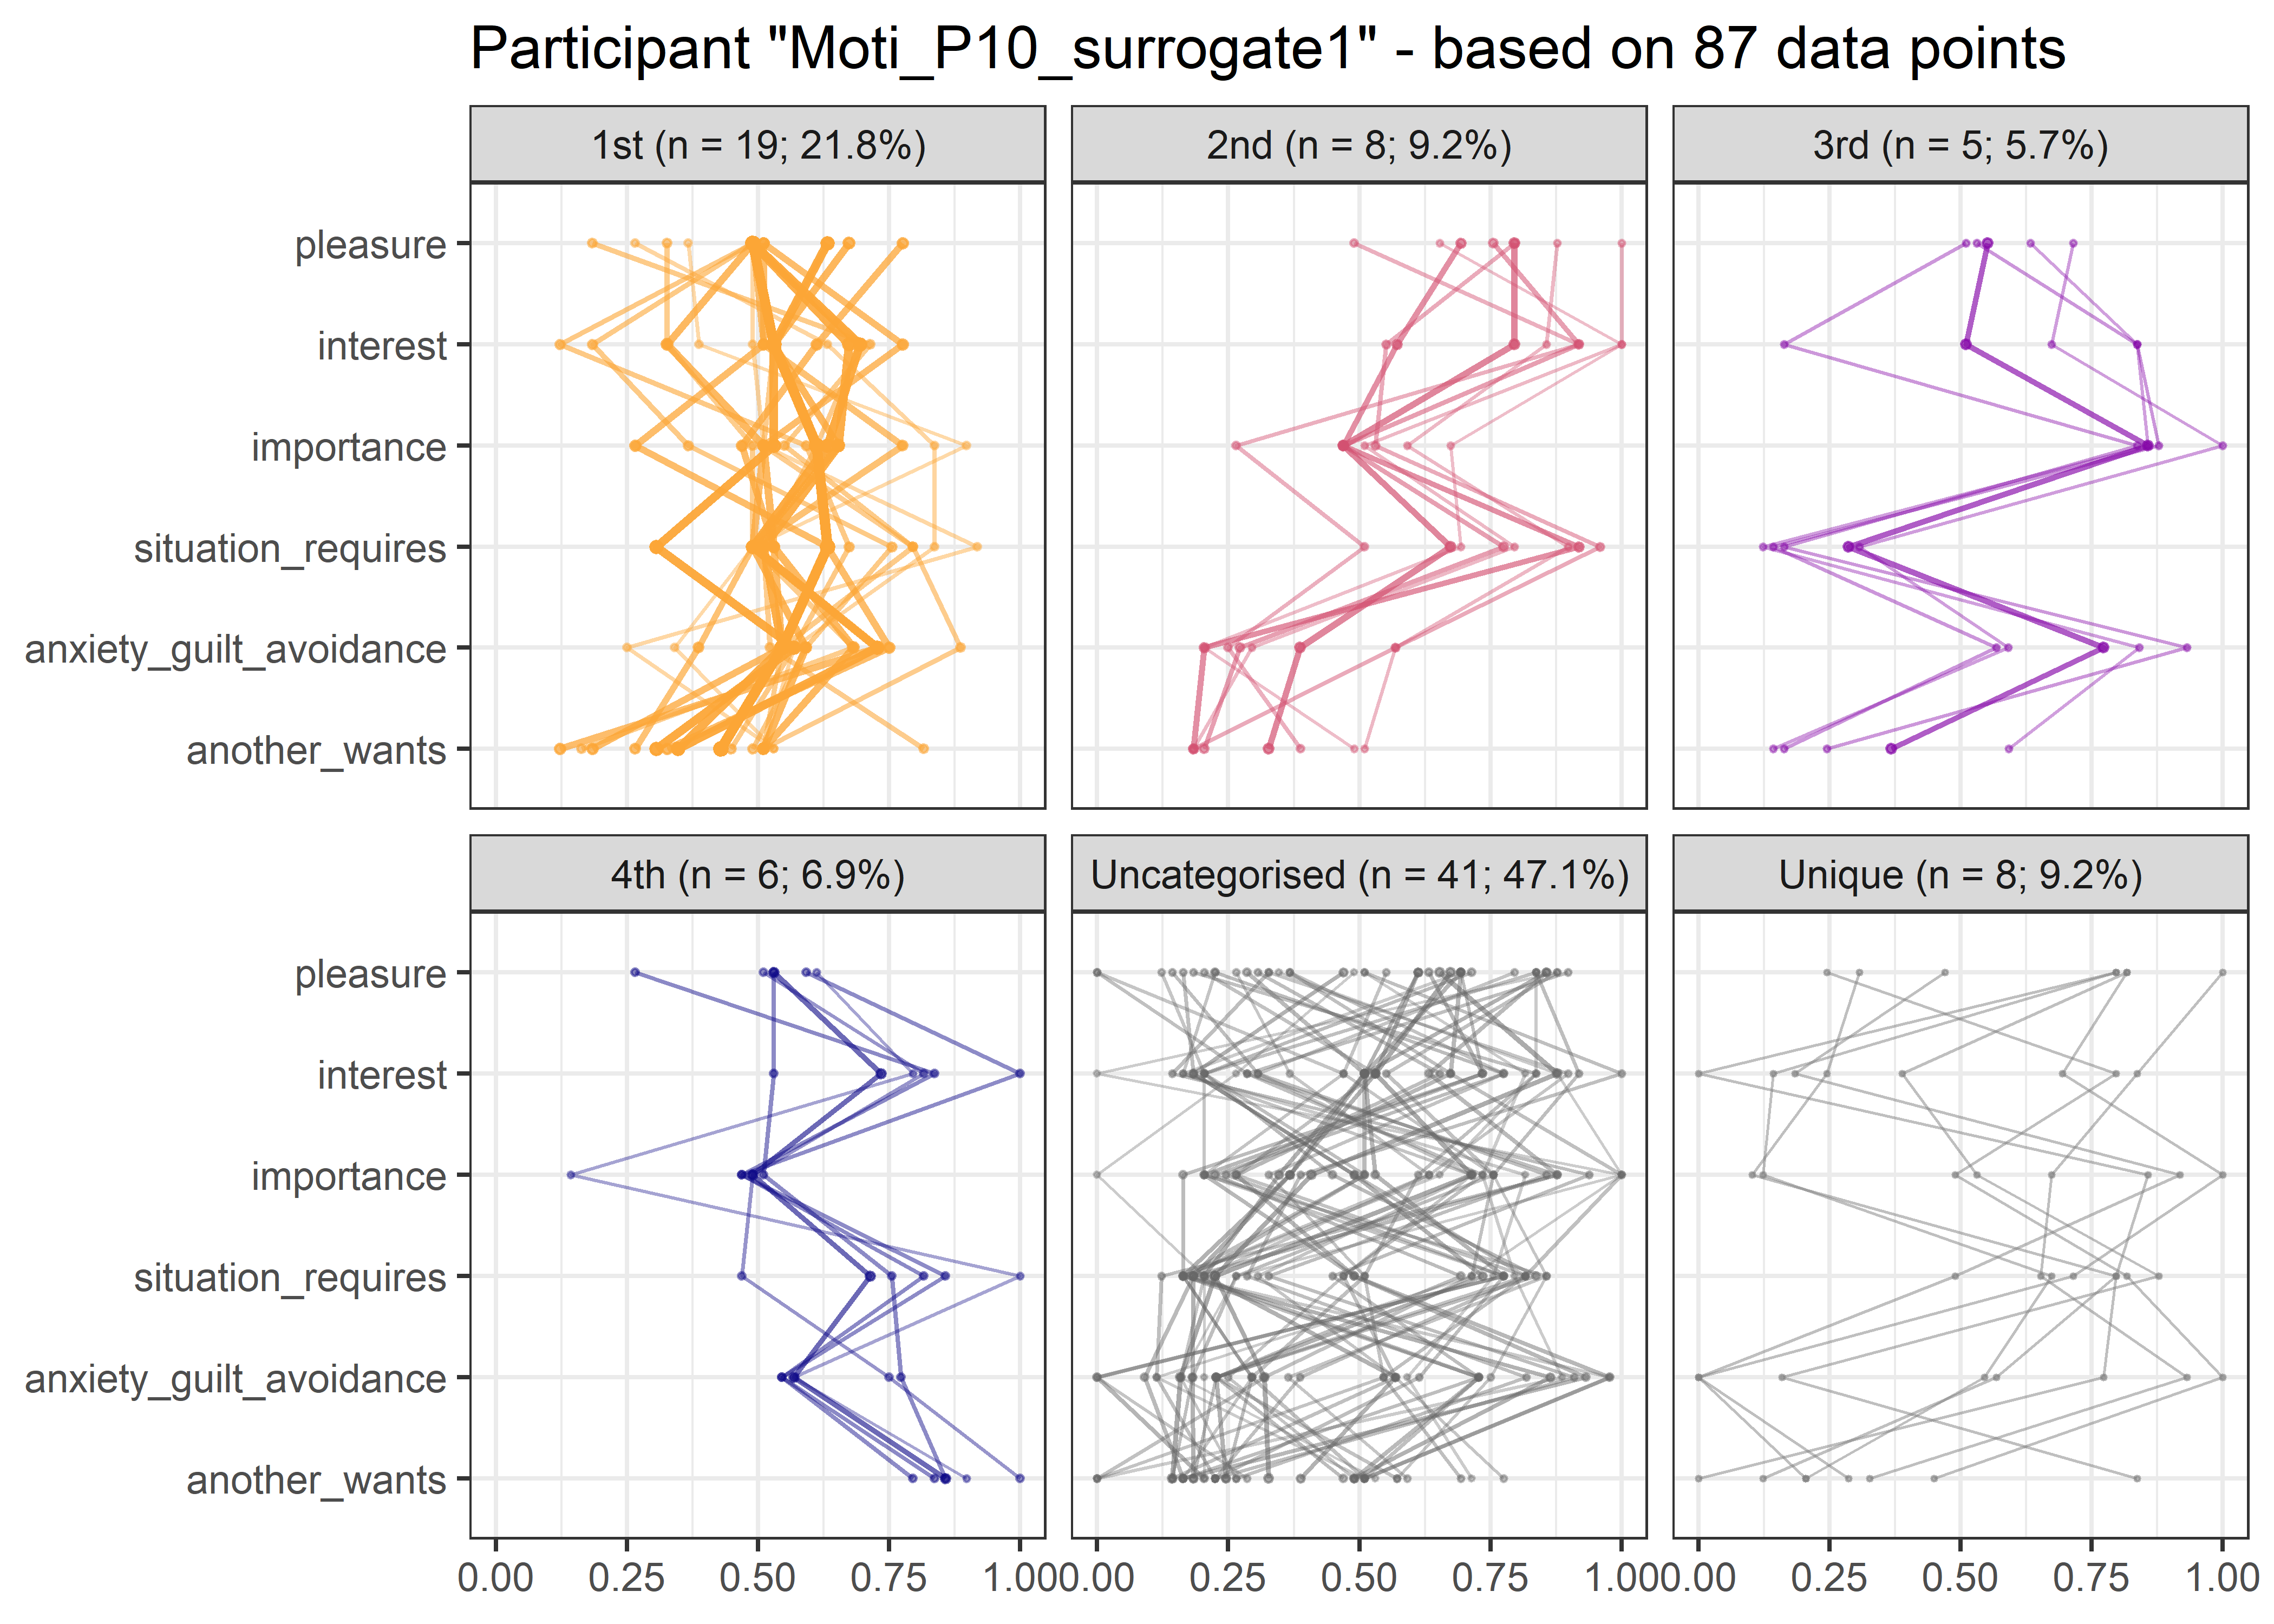 Participant "Moti_P10_surrogate1" - based on 87 data points
1st (n = 19; 21.8%)
2nd (n = 8; 9.2%)
3rd (n = 5; 5.7%)
pleasure
interest
importance
situation_requires
anxiety_guilt_avoidance
another_wants
4th (n = 6; 6.9%)
Uncategorised (n = 41; 47.1%)
Unique (n = 8; 9.2%)
pleasure
interest
importance
situation_requires
anxiety_guilt_avoidance
another_wants
0.00 0.25 0.50 0.75 1.00
0.00 0.25 0.50 0.75 1.00
0.00 0.25 0.50 0.75 1.00